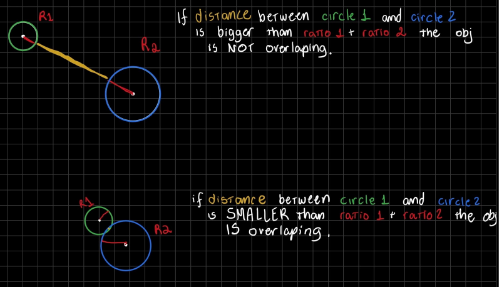 R1
R2
If distance between circle 1 and circle 2
is bigger than ratio 1 + ratio 2 the obj
is NOT overlaping.
R1
R2
if distance between circle 1 and circle 2
is SMALLER than ratio 1 + ratio 2 the obj
IS overlaping.